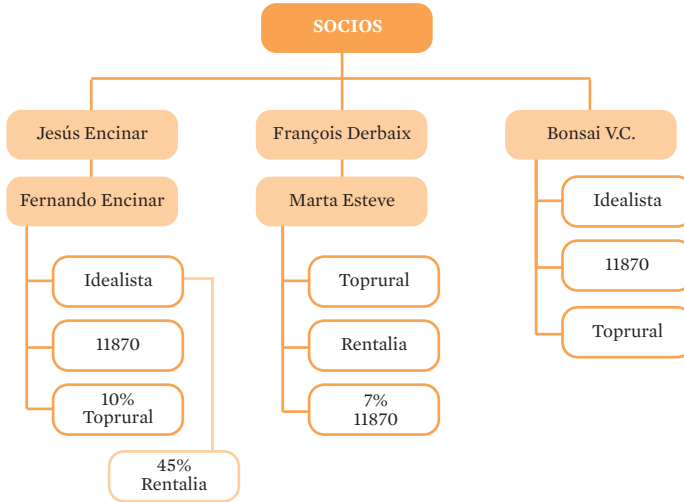 SOCIOS
Jesús Encinar
Fernando Encinar
Idealista
11870
10%
Toprural
45%
Rentalia
François Derbaix
Marta Esteve
Toprural
Rentalia
7%
11870
Bonsai V.C.
Idealista
11870
Toprural